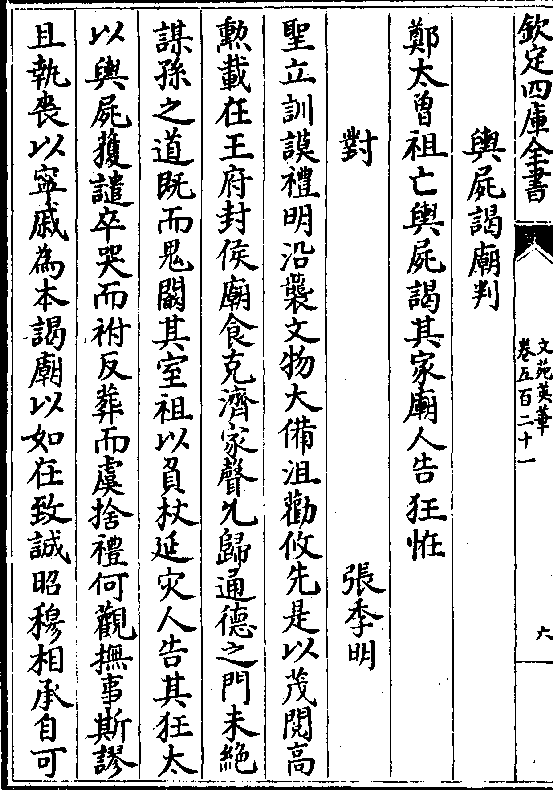 欽定四庫全書
文苑英華
卷五百二十一
六
輿屍謁廟判
鄭太曾祖亡輿屍謁其家廟人告狂恠
對
張季明
聖立訓謨禮明沿襲文物大備沮勸攸先是以茂閥高
勲載在王府封侯廟食克濟家聲允歸通德之門未絶
謀孫之道既而鬼闞其室祖以負杖延灾人告其狂太
以輿屍獲譴卒哭而祔反葬而虞捨禮何觀撫事斯謬
且執喪以寧戚為本謁廟以如在致誠昭穆相承自可